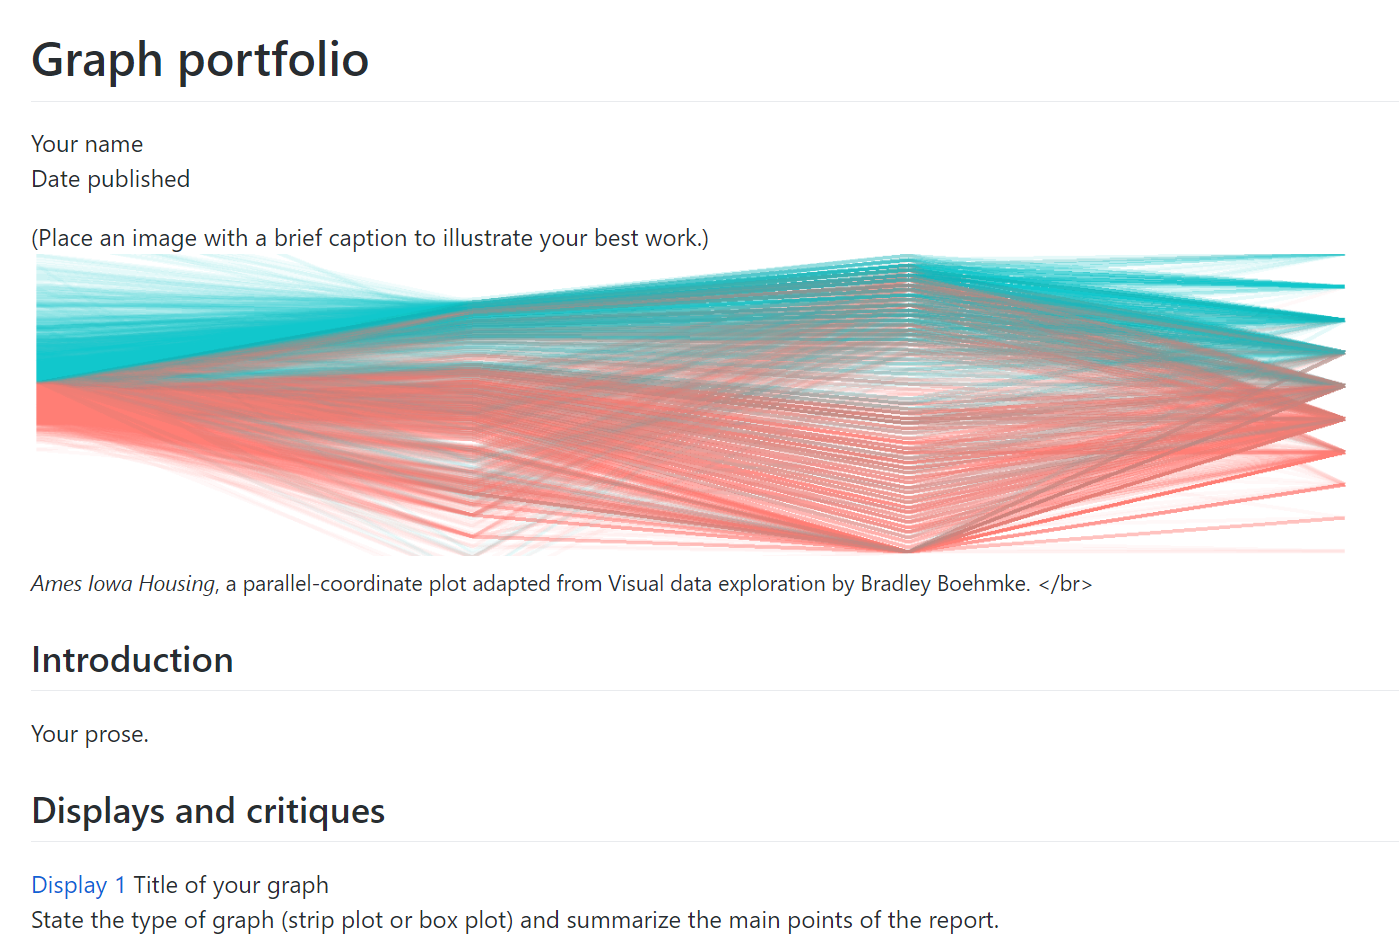 Graph portfolio
Your name
Date published
(Place an image with a brief caption to illustrate your best work.)
Ames Iowa Housing, a parallel-coordinate plot adapted from Visual data exploration by Bradley Boehmke. </br>
Introduction
Your prose.
Displays and critiques
Display 1 Title of your graph
State the type of graph (strip plot or box plot) and summarize the main points of the report.